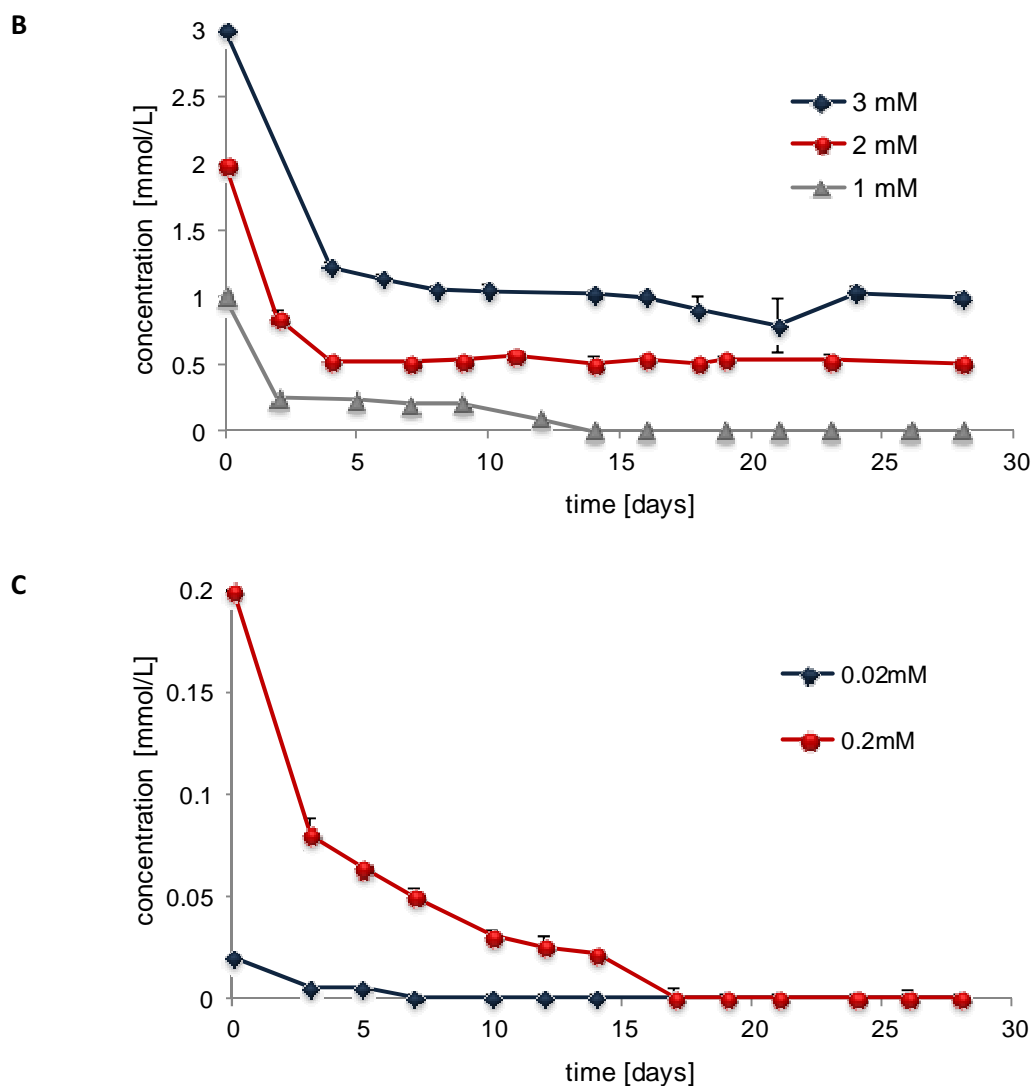 B
concentration [mmol/L]
3
2.5
2
1.5
1
0.5
0
3 mM
2 mM
1 mM
0 5 10 15 20 25 30
time [days]
C
concentration [mmol/L]
0.2
0.15
0.1
0.05
0
0.02mM
0.2mM
0 5 10 15 20 25 30
time [days]